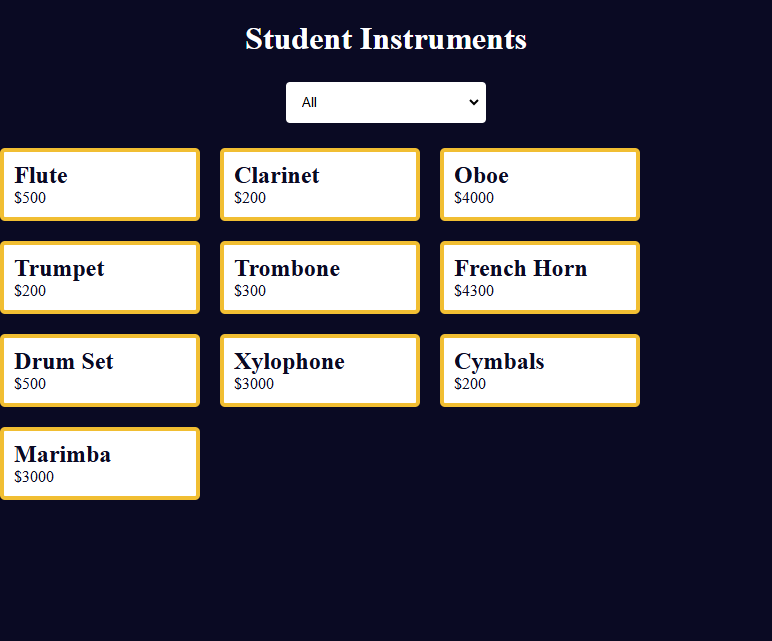 Student Instruments
All
Flute
$500
Clarinet
$200
Oboe
$4000
Trumpet
$200
Trombone
$300
French Horn
$4300
Drum Set
$500
Xylophone
$3000
Cymbals
$200
Marimba
$3000